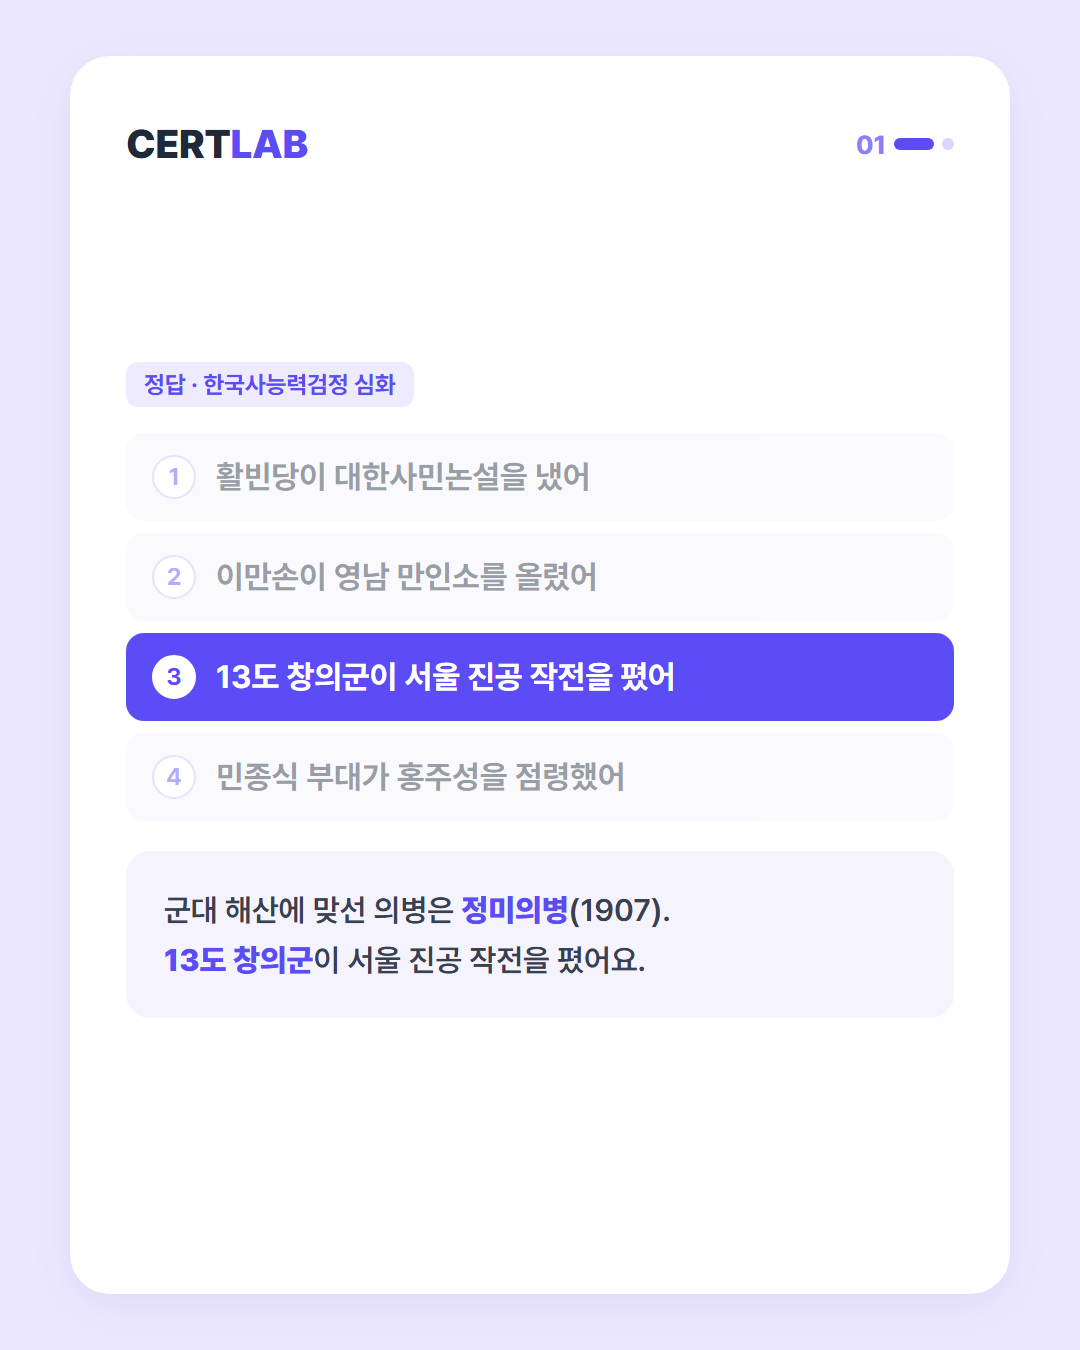 CERTLAB
01
정답 · 한국사능력검정 심화
1 활빈당이 대한사민논설을 냈어
2 이만손이 영남 만인소를 올렸어
3 13도 창의군이 서울 진공 작전을 폈어
4 민종식 부대가 홍주성을 점령했어
군대 해산에 맞선 의병은 정미의병(1907).
13도 창의군이 서울 진공 작전을 폈어요.